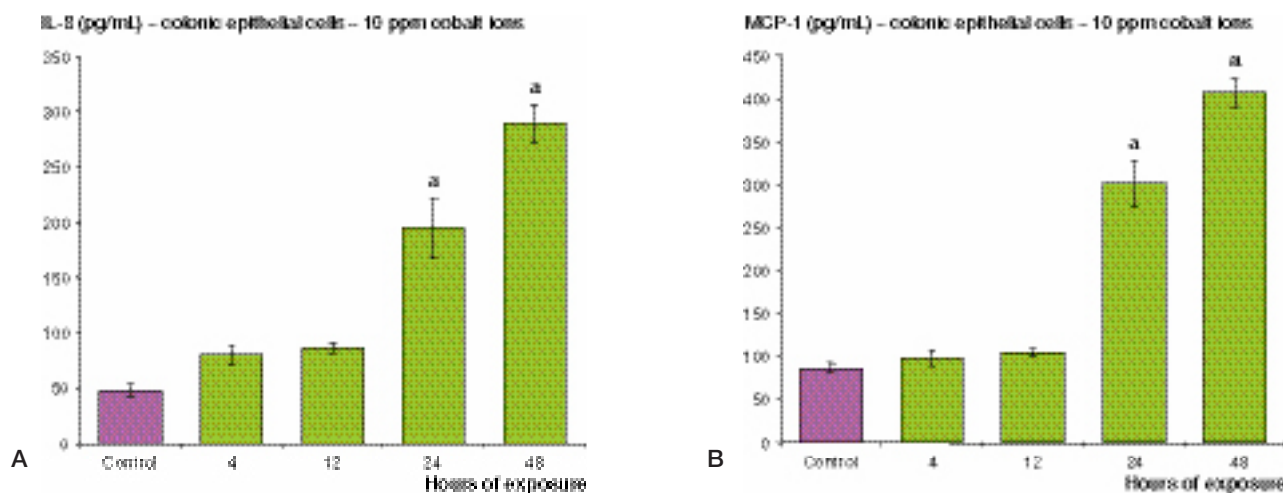 IL-8 (pg/mL) – colonic epithelial cells – 10 ppm cobalt ions
350
300
250
200
150
100
50
0
a
a
Control 4 12 24 48
Hours of exposure
A
MCP-1 (pg/mL) – colonic epithelial cells – 10 ppm cobalt ions
450
400
350
300
250
200
150
100
50
0
a
a
Control 4 12 24 48
Hours of exposure
B